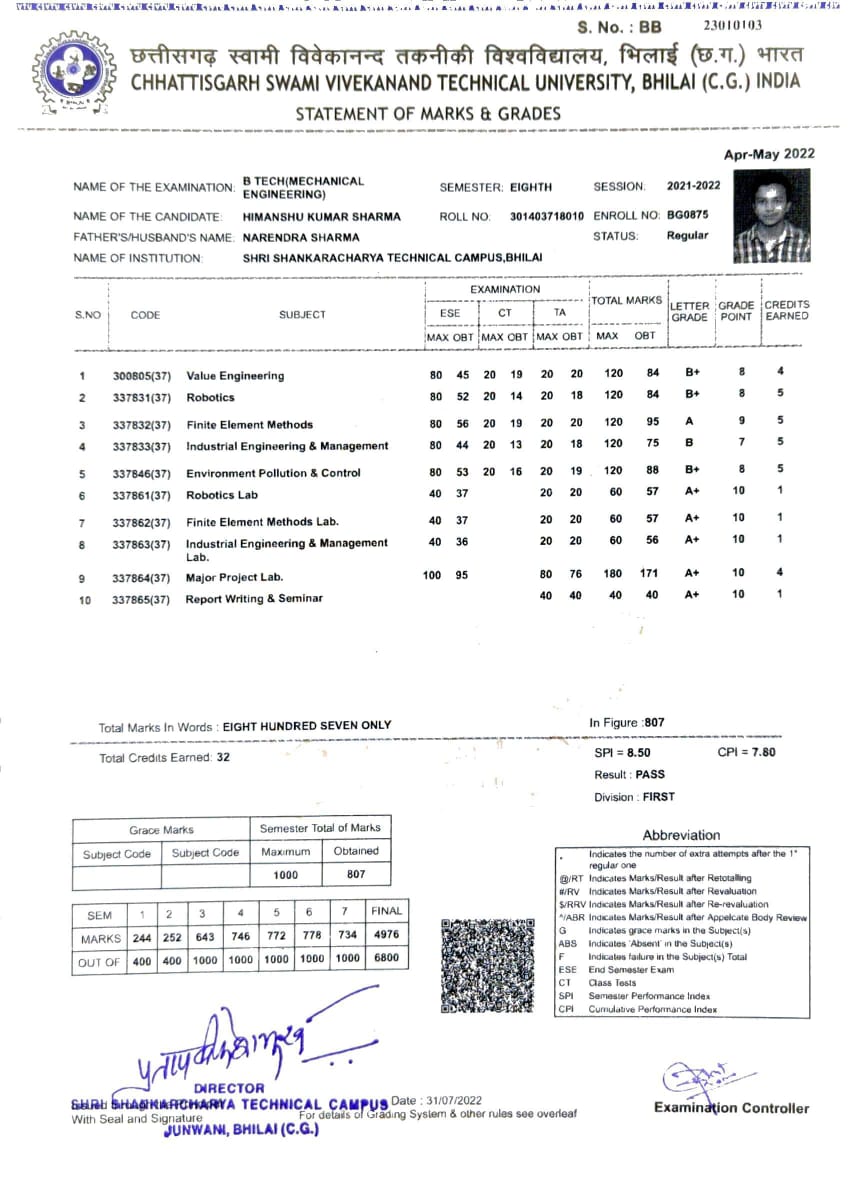 S. No. : BB 23010103
छत्तीसगढ़ स्वामी विवेकानन्द तकनीकी विश्वविद्यालय, भिलाई (छ.ग.) भारत
CHHATTISGARH SWAMI VIVEKANAND TECHNICAL UNIVERSITY, BHILAI (C.G.) INDIA
STATEMENT OF MARKS & GRADES
Apr-May 2022
NAME OF THE EXAMINATION: B TECH(MECHANICAL ENGINEERING) SEMESTER: EIGHTH SESSION: 2021-2022
NAME OF THE CANDIDATE: HIMANSHU KUMAR SHARMA ROLL NO: 301403718010 ENROLL NO: BG0875
FATHER'S/HUSBAND'S NAME: NARENDRA SHARMA STATUS: Regular
NAME OF INSTITUTION: SHRI SHANKARACHARYA TECHNICAL CAMPUS,BHILAI
S.NO CODE SUBJECT EXAMINATION TOTAL MARKS LETTER GRADE GRADE POINT CREDITS EARNED
ESE CT TA
MAX OBT MAX OBT MAX OBT MAX OBT
1 300805(37) Value Engineering 80 45 20 19 20 20 120 84 B+ 8 4
2 337831(37) Robotics 80 52 20 14 20 18 120 84 B+ 8 5
3 337832(37) Finite Element Methods 80 56 20 19 20 20 120 95 A 9 5
4 337833(37) Industrial Engineering & Management 80 44 20 13 20 18 120 75 B 7 5
5 337846(37) Environment Pollution & Control 80 53 20 16 20 19 120 88 B+ 8 5
6 337861(37) Robotics Lab 40 37 20 20 60 57 A+ 10 1
7 337862(37) Finite Element Methods Lab. 40 37 20 20 60 57 A+ 10 1
8 337863(37) Industrial Engineering & Management 40 36 20 20 60 56 A+ 10 1
Lab.
9 337864(37) Major Project Lab. 100 95 80 76 180 171 A+ 10 4
10 337865(37) Report Writing & Seminar 40 40 40 40 A+ 10 1
Total Marks In Words : EIGHT HUNDRED SEVEN ONLY In Figure :807
Total Credits Earned: 32 SPI = 8.50 CPI = 7.80
Result : PASS
Division : FIRST
Grace Marks Semester Total of Marks
Subject Code Subject Code Maximum Obtained
1000 807
SEM 1 2 3 4 5 6 7 FINAL
MARKS 244 252 643 746 772 778 734 4976
OUT OF 400 400 1000 1000 1000 1000 1000 6800
Abbreviation
* Indicates the number of extra attempts after the 1st regular one
@/RT Indicates Marks/Result after Retotalling
#/RV Indicates Marks/Result after Revaluation
$/RRV Indicates Marks/Result after Re-revaluation
^/ABR Indicates Marks/Result after Appelcate Body Review
G Indicates grace marks in the Subject(s)
ABS Indicates 'Absent' in the Subject(s)
F Indicates failure in the Subject(s) Total
ESE End Semester Exam
CT Class Tests
SPI Semester Performance Index
CPI Cumulative Performance Index
DIRECTOR
SHRI SHANKARCHARYA TECHNICAL CAMPUS
JUNWANI, BHILAI (C.G.)
With Seal and Signature
Date : 31/07/2022
For details of Grading System & other rules see overleaf
Examination Controller